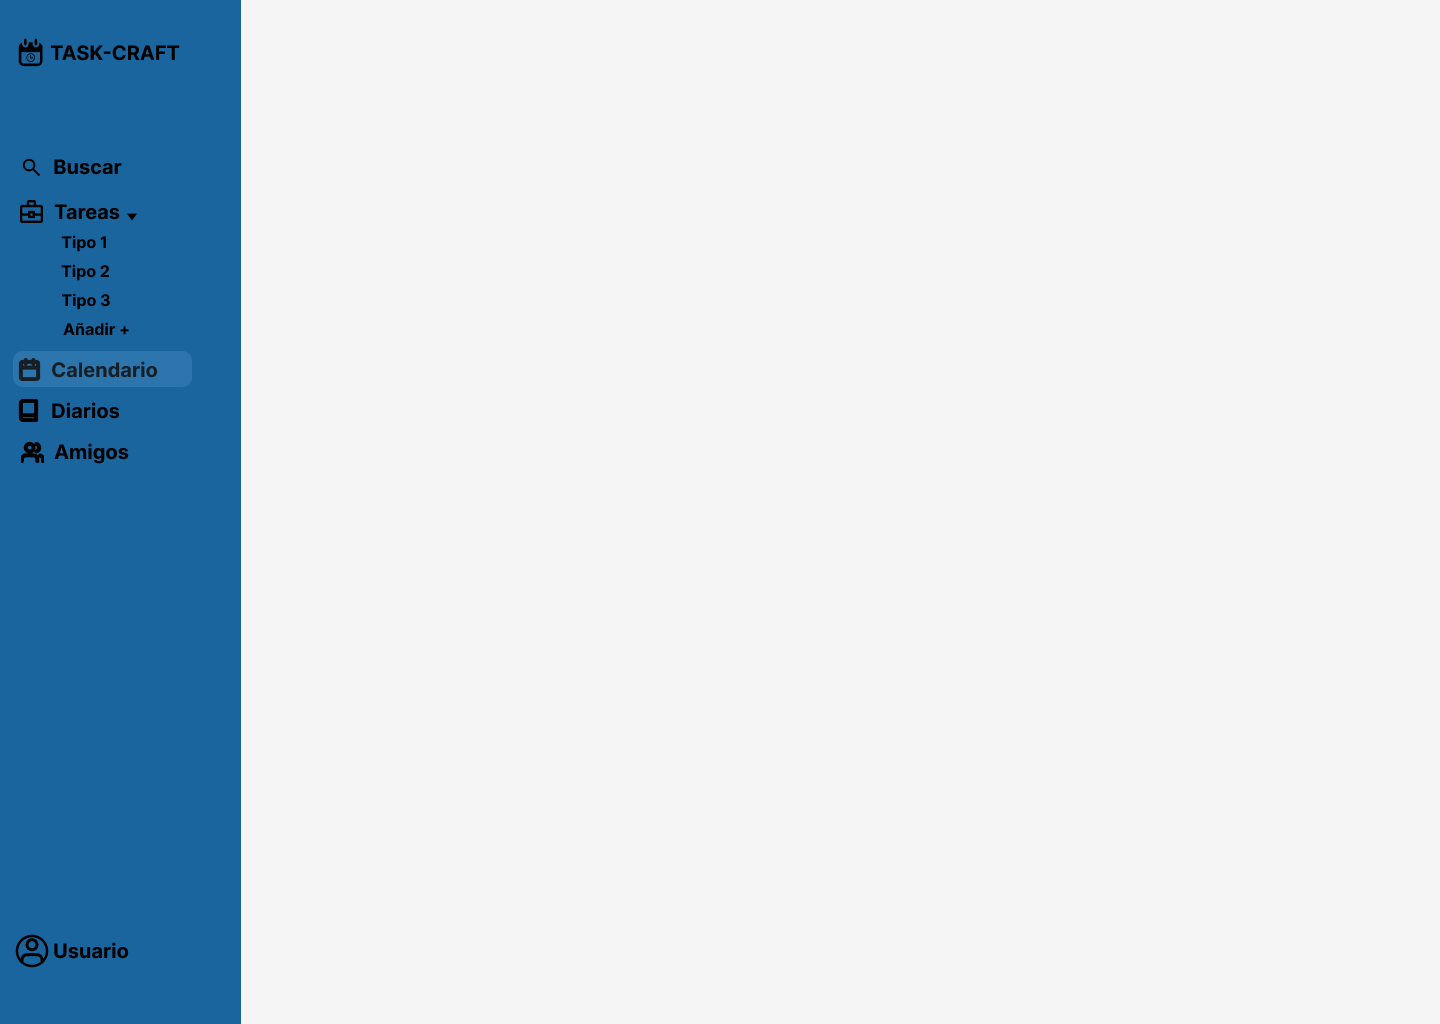 TASK-CRAFT
Buscar
Tareas
Tipo 1
Tipo 2
Tipo 3
Añadir +
Calendario
Diarios
Amigos
Usuario